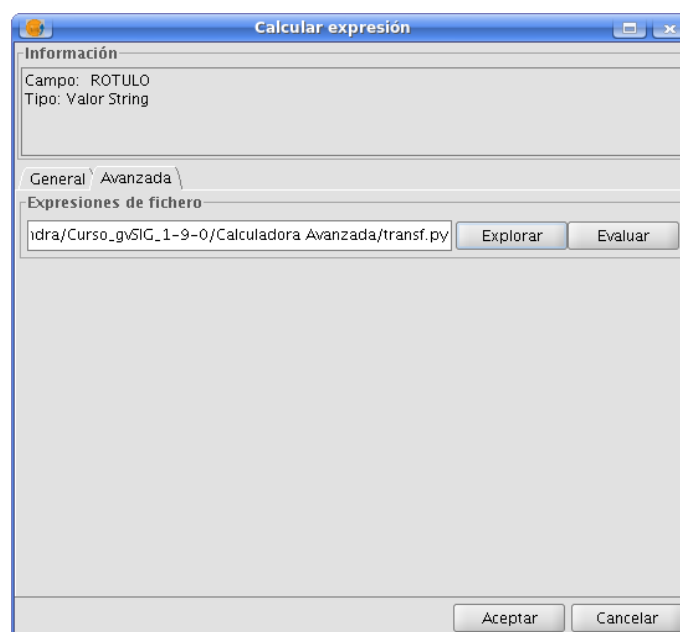 Calcular expresión
Información
Campo: ROTULO
Tipo: Valor String
General Avanzada
Expresiones de fichero
ndra/Curso_gvSIG_1-9-0/Calculadora Avanzada/transf.py Explorar Evaluar
Aceptar Cancelar